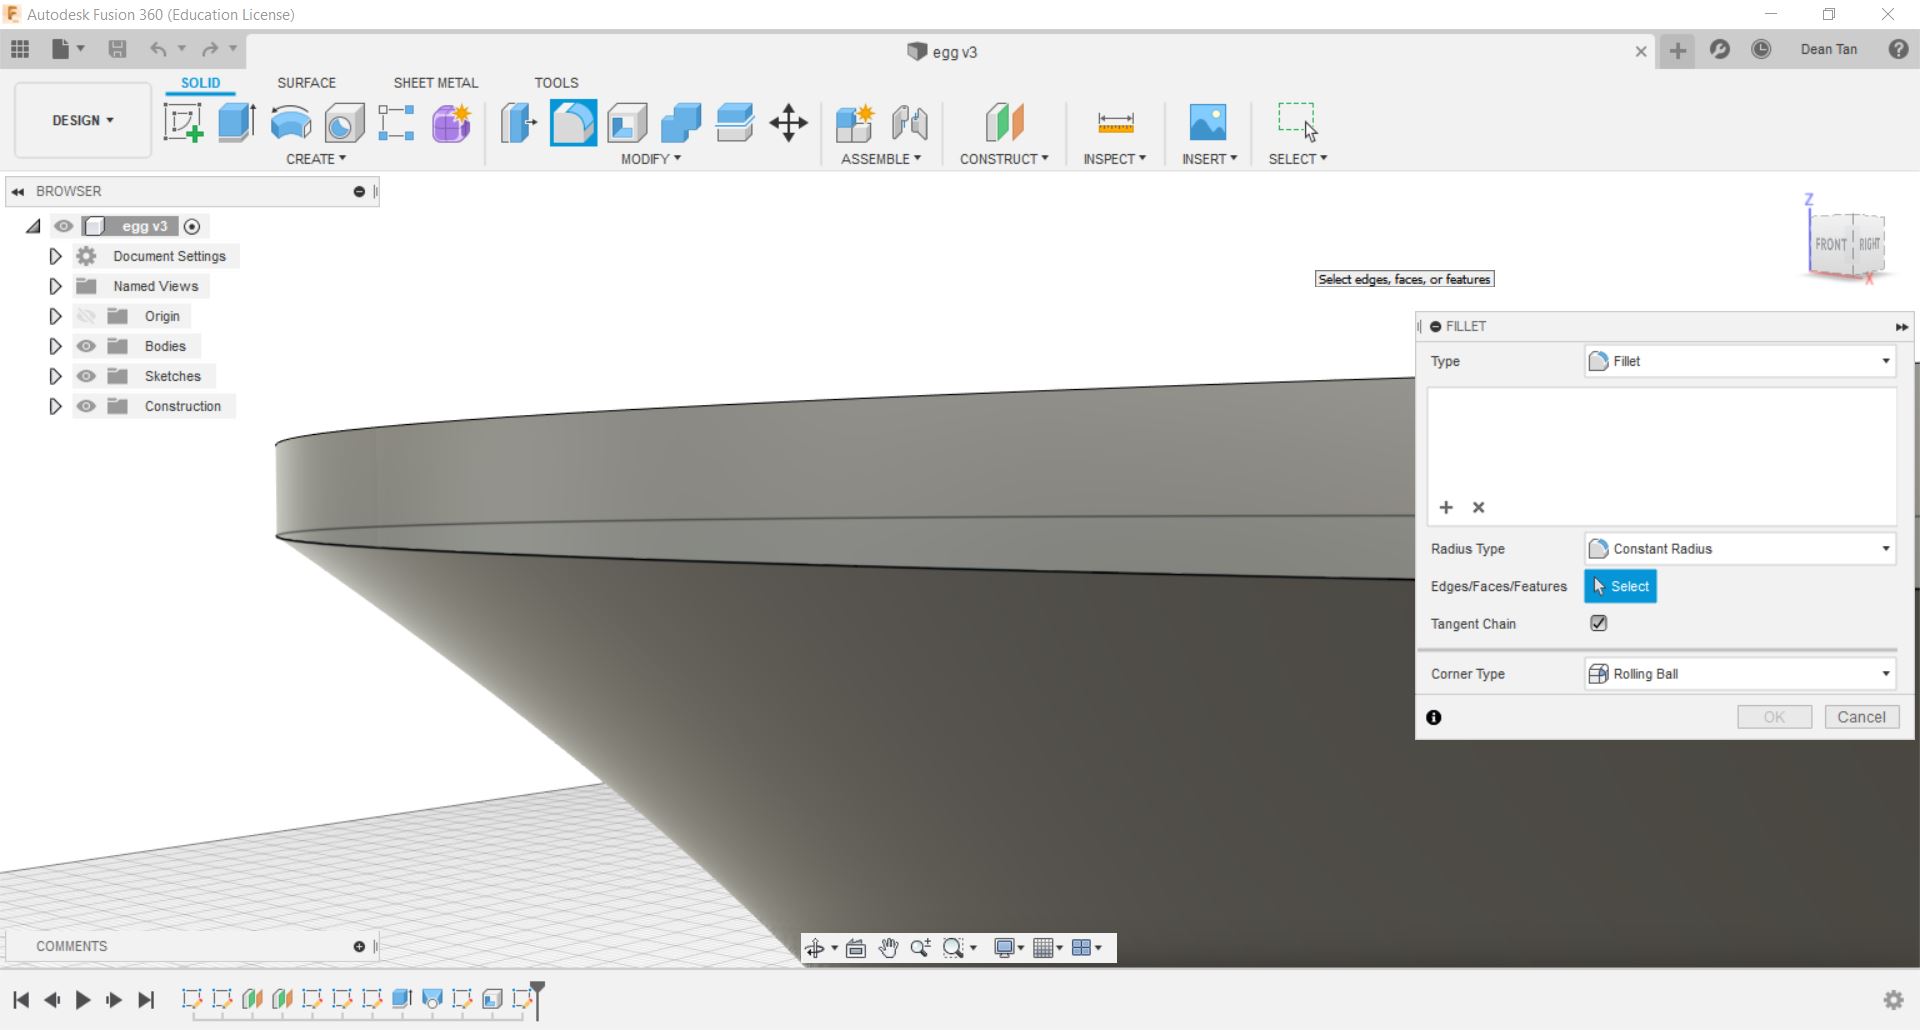 Autodesk Fusion 360 (Education License)
egg v3
Dean Tan
SOLID SURFACE SHEET METAL TOOLS
DESIGN
CREATE MODIFY ASSEMBLE CONSTRUCT INSPECT INSERT SELECT
BROWSER
egg v3
Document Settings
Named Views
Origin
Bodies
Sketches
Construction
Z
FRONT RIGHT
X
Select edges, faces, or features
FILLET
Type Fillet
Radius Type Constant Radius
Edges/Faces/Features Select
Tangent Chain
Corner Type Rolling Ball
OK Cancel
COMMENTS